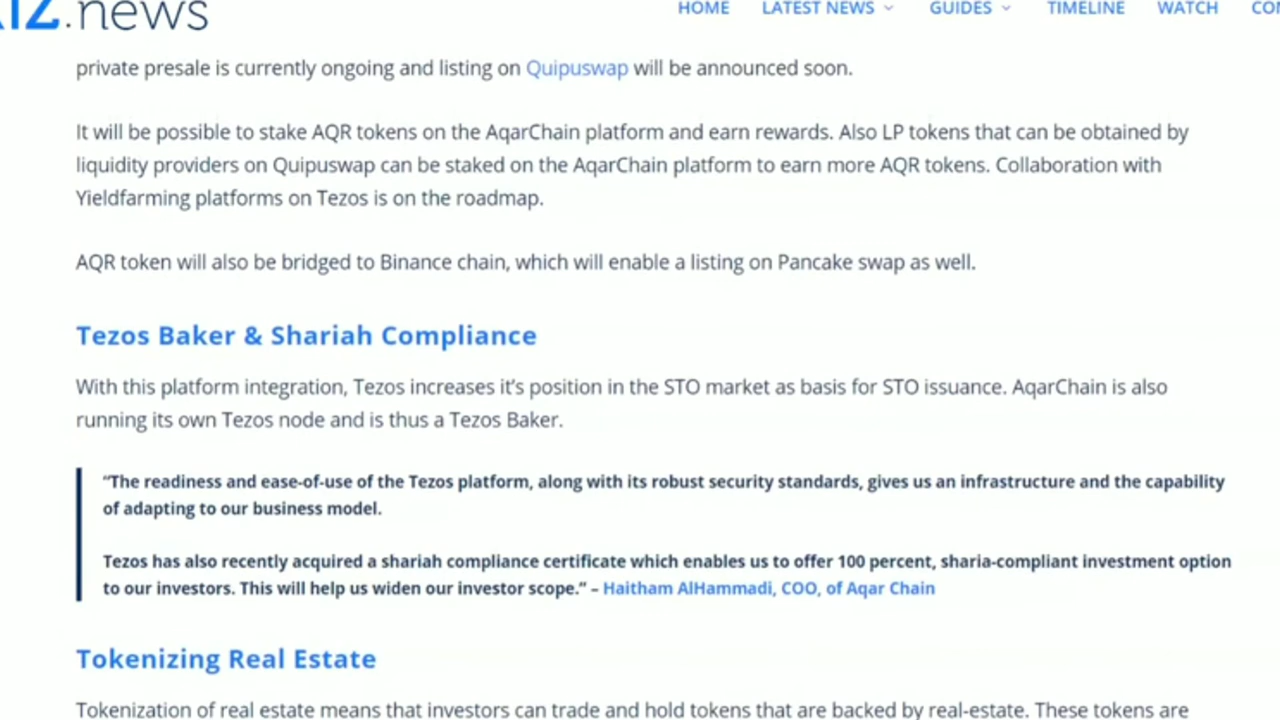 .news
HOME LATEST NEWS GUIDES TIMELINE WATCH
private presale is currently ongoing and listing on Quipuswap will be announced soon.
It will be possible to stake AQR tokens on the AqarChain platform and earn rewards. Also LP tokens that can be obtained by
liquidity providers on Quipuswap can be staked on the AqarChain platform to earn more AQR tokens. Collaboration with
Yieldfarming platforms on Tezos is on the roadmap.
AQR token will also be bridged to Binance chain, which will enable a listing on Pancake swap as well.
Tezos Baker & Shariah Compliance
With this platform integration, Tezos increases it’s position in the STO market as basis for STO issuance. AqarChain is also
running its own Tezos node and is thus a Tezos Baker.
“The readiness and ease-of-use of the Tezos platform, along with its robust security standards, gives us an infrastructure and the capability
of adapting to our business model.
Tezos has also recently acquired a shariah compliance certificate which enables us to offer 100 percent, sharia-compliant investment option
to our investors. This will help us widen our investor scope.” – Haitham AlHammadi, COO, of Aqar Chain
Tokenizing Real Estate
Tokenization of real estate means that investors can trade and hold tokens that are backed by real-estate. These tokens are